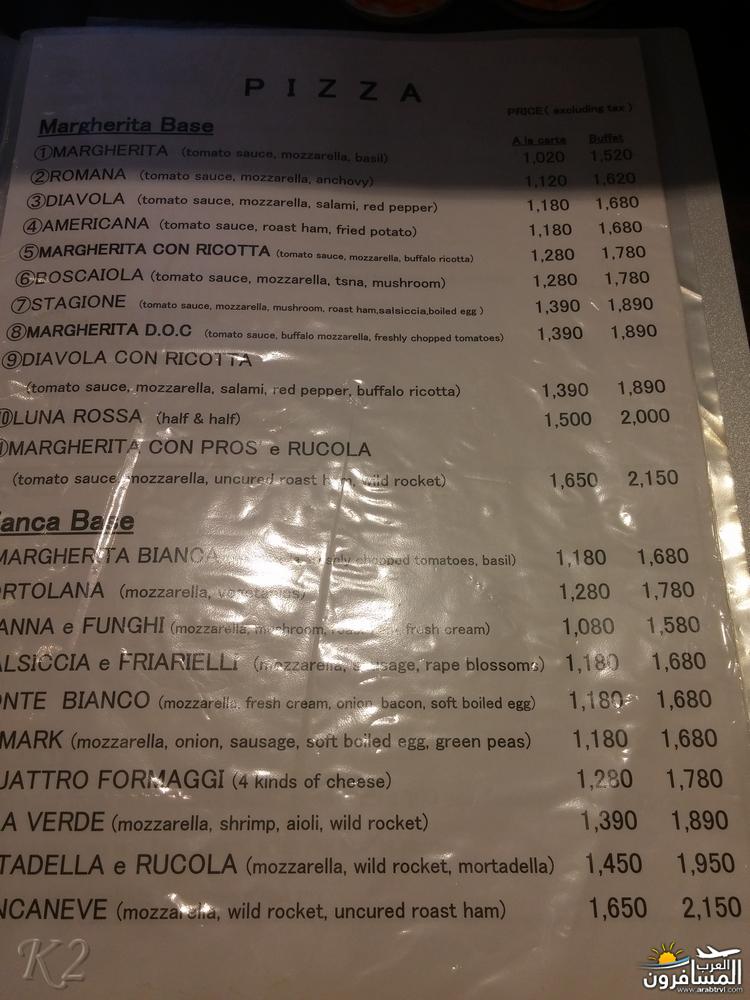 PIZZA
PRICE( excluding tax )
Margherita Base
A la carte Buffet
①MARGHERITA (tomato sauce, mozzarella, basil) 1,020 1,520
②ROMANA (tomato sauce, mozzarella, anchovy) 1,120 1,620
③DIAVOLA (tomato sauce, mozzarella, salami, red pepper) 1,180 1,680
④AMERICANA (tomato sauce, roast ham, fried potato) 1,180 1,680
⑤MARGHERITA CON RICOTTA (tomato sauce, mozzarella, buffalo ricotta) 1,280 1,780
⑥BOSCAIOLA (tomato sauce, mozzarella, tsna, mushroom) 1,280 1,780
⑦STAGIONE (tomato sauce, mozzarella, mushroom, roast ham,salsiccia,boiled egg ) 1,390 1,890
⑧MARGHERITA D.O.C (tomato sauce, buffalo mozzarella, freshly chopped tomatoes) 1,390 1,890
⑨DIAVOLA CON RICOTTA
(tomato sauce, mozzarella, salami, red pepper, buffalo ricotta) 1,390 1,890
⑩LUNA ROSSA (half & half) 1,500 2,000
MARGHERITA CON PROS e RUCOLA
(tomato sauce, mozzarella, uncured roast ham, wild rocket) 1,650 2,150
ianca Base
MARGHERITA BIANCA chopped tomatoes, basil) 1,180 1,680
RTOLANA (mozzarella, vegetables) 1,280 1,780
ANNA e FUNGHI (mozzarella, mushroom, fresh cream) 1,080 1,580
ALSICCIA e FRIARIELLI (mozzarella, sausage, rape blossoms) 1,180 1,680
ONTE BIANCO (mozzarella, fresh cream, onion, bacon, soft boiled egg) 1,180 1,680
MARK (mozzarella, onion, sausage, soft boiled egg, green peas) 1,180 1,680
UATTRO FORMAGGI (4 kinds of cheese) 1,280 1,780
A VERDE (mozzarella, shrimp, aioli, wild rocket) 1,390 1,890
TADELLA e RUCOLA (mozzarella, wild rocket, mortadella) 1,450 1,950
NCANEVE (mozzarella, wild rocket, uncured roast ham) 1,650 2,150
K2
العرب
المسافرون
www.arabtrvl.com